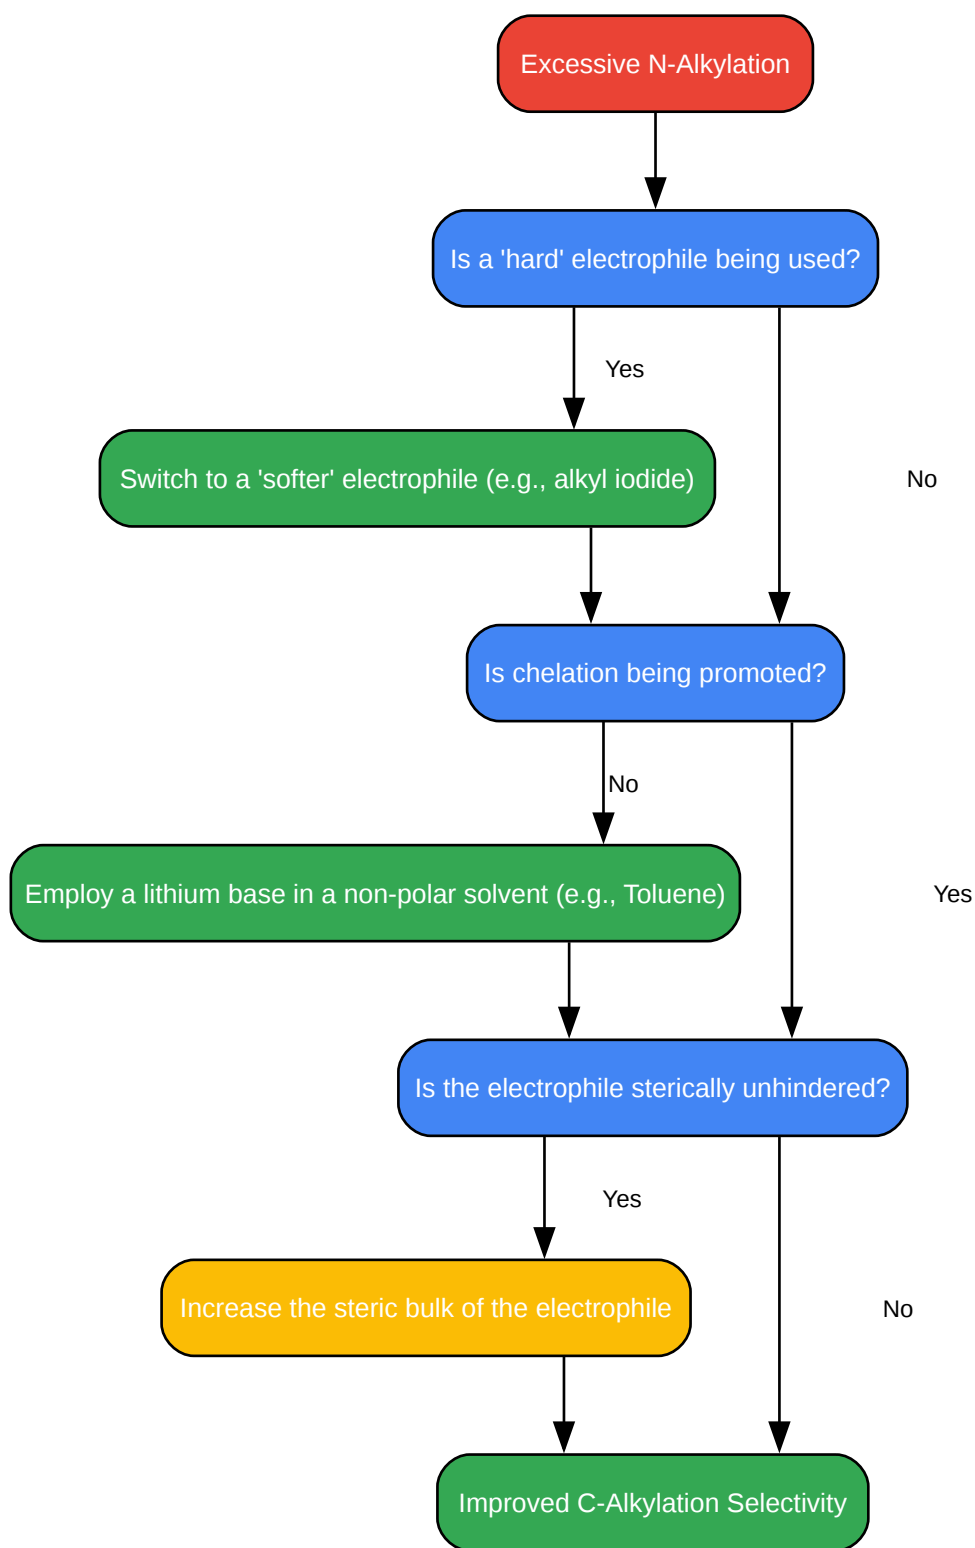 Excessive N-Alkylation
Is a 'hard' electrophile being used?
Yes
Switch to a 'softer' electrophile (e.g., alkyl iodide)
No
Is chelation being promoted?
No
Employ a lithium base in a non-polar solvent (e.g., Toluene)
Yes
Is the electrophile sterically unhindered?
Yes
Increase the steric bulk of the electrophile
No
Improved C-Alkylation Selectivity